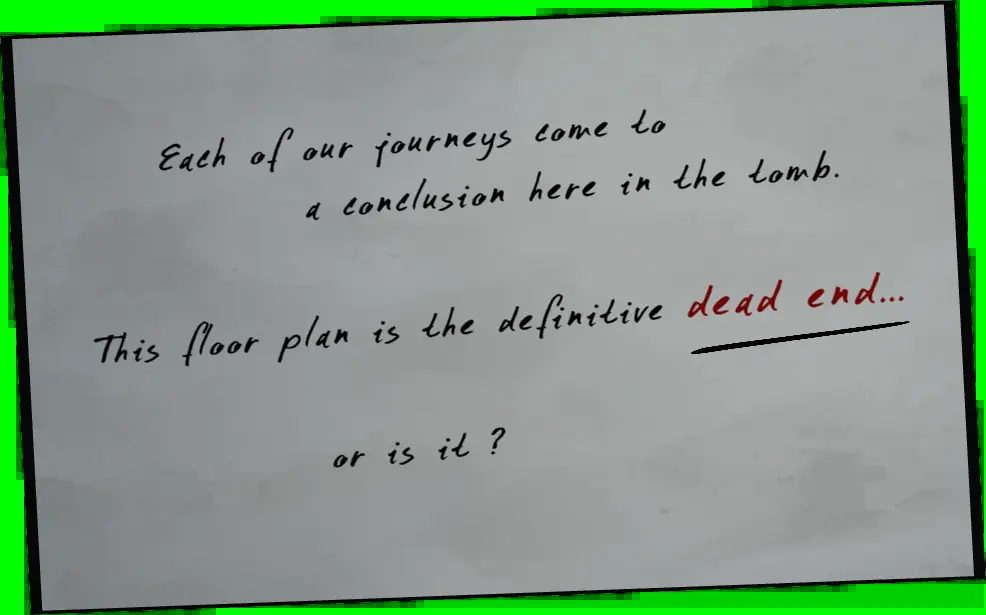 Each of our journeys come to
a conclusion here in the tomb.
This floor plan is the definitive dead end...
or is it ?